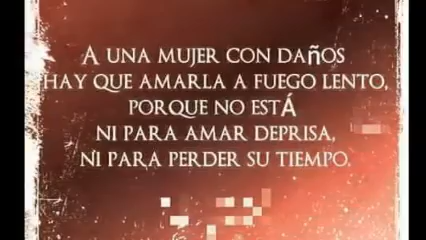 A UNA MUJER CON DAÑOS
HAY QUE AMARLA A FUEGO LENTO,
PORQUE NO ESTÁ
NI PARA AMAR DEPRISA,
NI PARA PERDER SU TIEMPO.